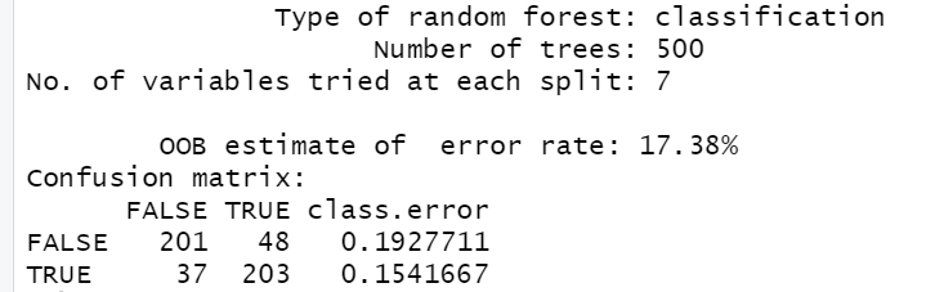 Type of random forest: classification
Number of trees: 500
No. of variables tried at each split: 7
OOB estimate of  error rate: 17.38%
Confusion matrix:
FALSE TRUE class.error
FALSE   201   48   0.1927711
TRUE     37  203   0.1541667